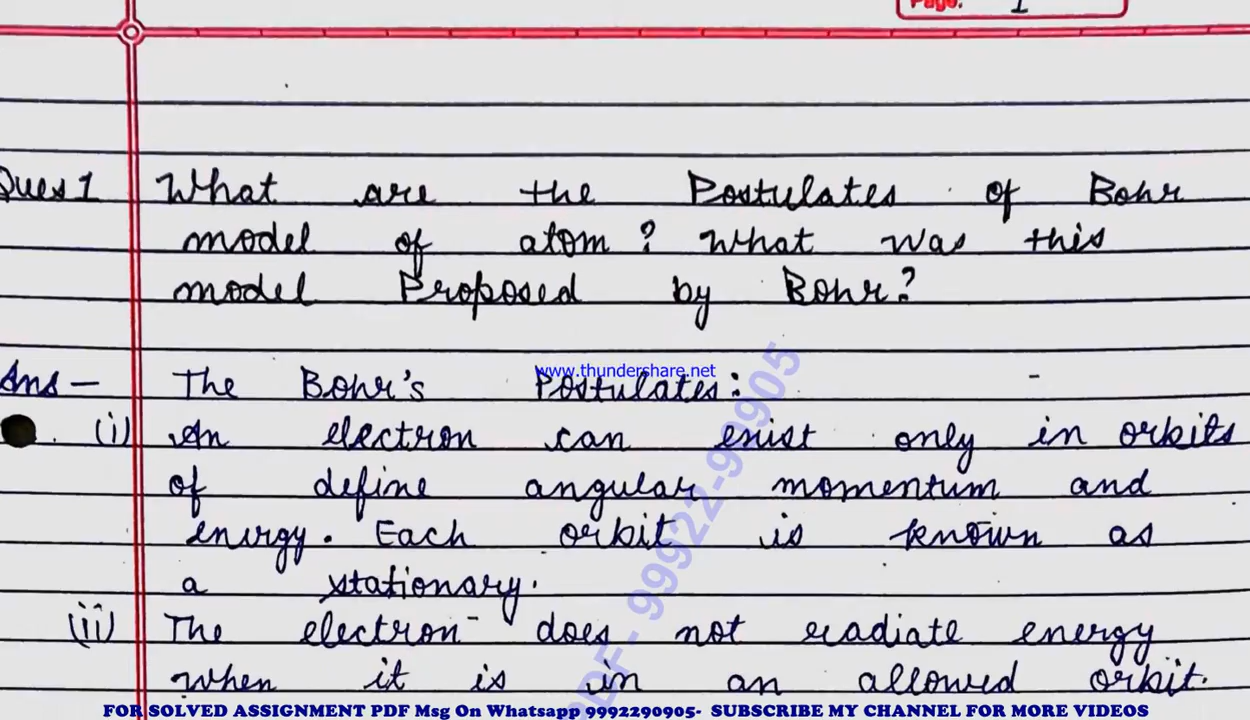 Page: 1
Ques 1 What are the Postulates of Bohr
model of atom? What was this
model Proposed by Bohr?
Ans- The Bohr's Postulates:
www.thundershare.net
(i) An electron can exist only in orbits
of define angular momentum and
energy. Each orbit is known as
a stationary.
(ii) The electron does not radiate energy
when it is in an allowed orbit.
PDF- 99922-99905
FOR SOLVED ASSIGNMENT PDF Msg On Whatsapp 9992290905- SUBSCRIBE MY CHANNEL FOR MORE VIDEOS